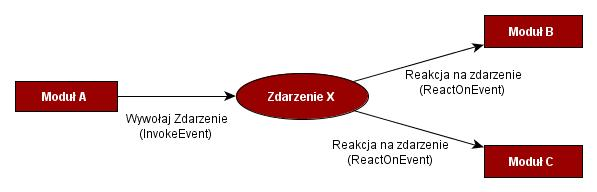 Moduł A
Wywołaj Zdarzenie
(InvokeEvent)
Zdarzenie X
Reakcja na zdarzenie
(ReactOnEvent)
Moduł B
Reakcja na zdarzenie
(ReactOnEvent)
Moduł C